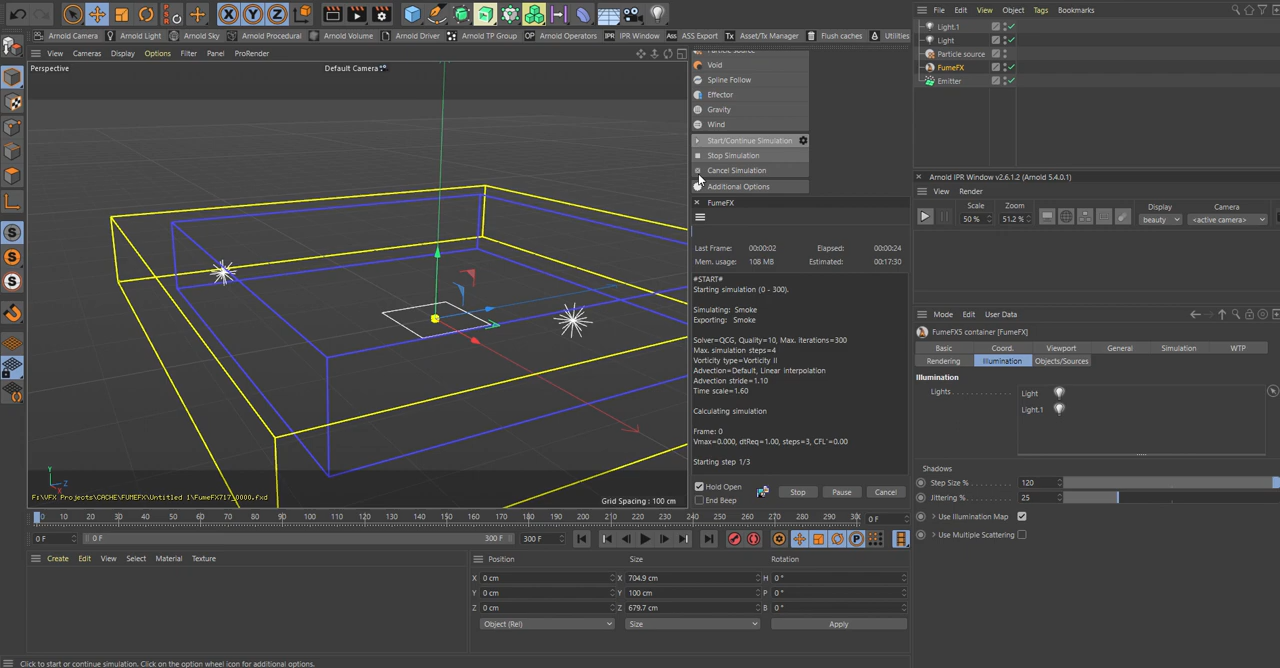 File Edit View Object Tags Bookmarks
Arnold Camera Arnold Light Arnold Sky Arnold Procedural Arnold Volume Arnold Driver TP Arnold TP Group OP Arnold Operators IPR IPR Window Ass ASS Export Tx Asset/Tx Manager Flush caches Utilities
View Cameras Display Options Filter Panel ProRender
Perspective
Default Camera
Grid Spacing : 100 cm
F:\VFX Projects\CACHE\FUMEFX\Untitled 1\FumeFX717_0000.fxd
Y
Z
X
Particle Source
Void
Spline Follow
Effector
Gravity
Wind
Start/Continue Simulation
Stop Simulation
Cancel Simulation
Additional Options
FumeFX
Last Frame: 00:00:02 Elapsed: 00:00:24
Mem. usage: 108 MB Estimated: 00:17:30
#START#
Starting simulation (0 - 300).
Simulating: Smoke
Exporting: Smoke
Solver=QCG, Quality=10, Max. iterations=300
Max. simulation steps=4
Vorticity type=Vorticity II
Advection=Default, Linear interpolation
Advection stride=1.10
Time scale=1.60
Calculating simulation
Frame: 0
Vmax=0.000, dtReq=1.00, steps=3, CFL`=0.00
Starting step 1/3
Hold Open
End Beep
Stop Pause Cancel
Light.1
Light
Particle source
FumeFX
Emitter
Arnold IPR Window v2.6.1.2 (Arnold 5.4.0.1)
View Render
Scale Zoom Display Camera
50 % 51.2 % beauty <active camera>
Mode Edit User Data
FumeFX5 container [FumeFX]
Basic Coord. Viewport General Simulation WTP
Rendering Illumination Objects/Sources
Illumination
Lights Light
Light.1
Shadows
Step Size % 120
Jittering % 25
Use Illumination Map
Use Multiple Scattering
0 10 20 30 40 50 60 70 80 90 100 110 120 130 140 150 160 170 180 190 200 210 220 230 240 250 260 270 280 290 0 F
0 F 0 F 300 F 300 F
Create Edit View Select Material Texture
Position Size Rotation
X 0 cm 704.9 cm H 0 °
Y 0 cm 100 cm P 0 °
Z 0 cm 679.7 cm B 0 °
Object (Rel) Size Apply
Click to start or continue simulation. Click on the option wheel icon for additional options.